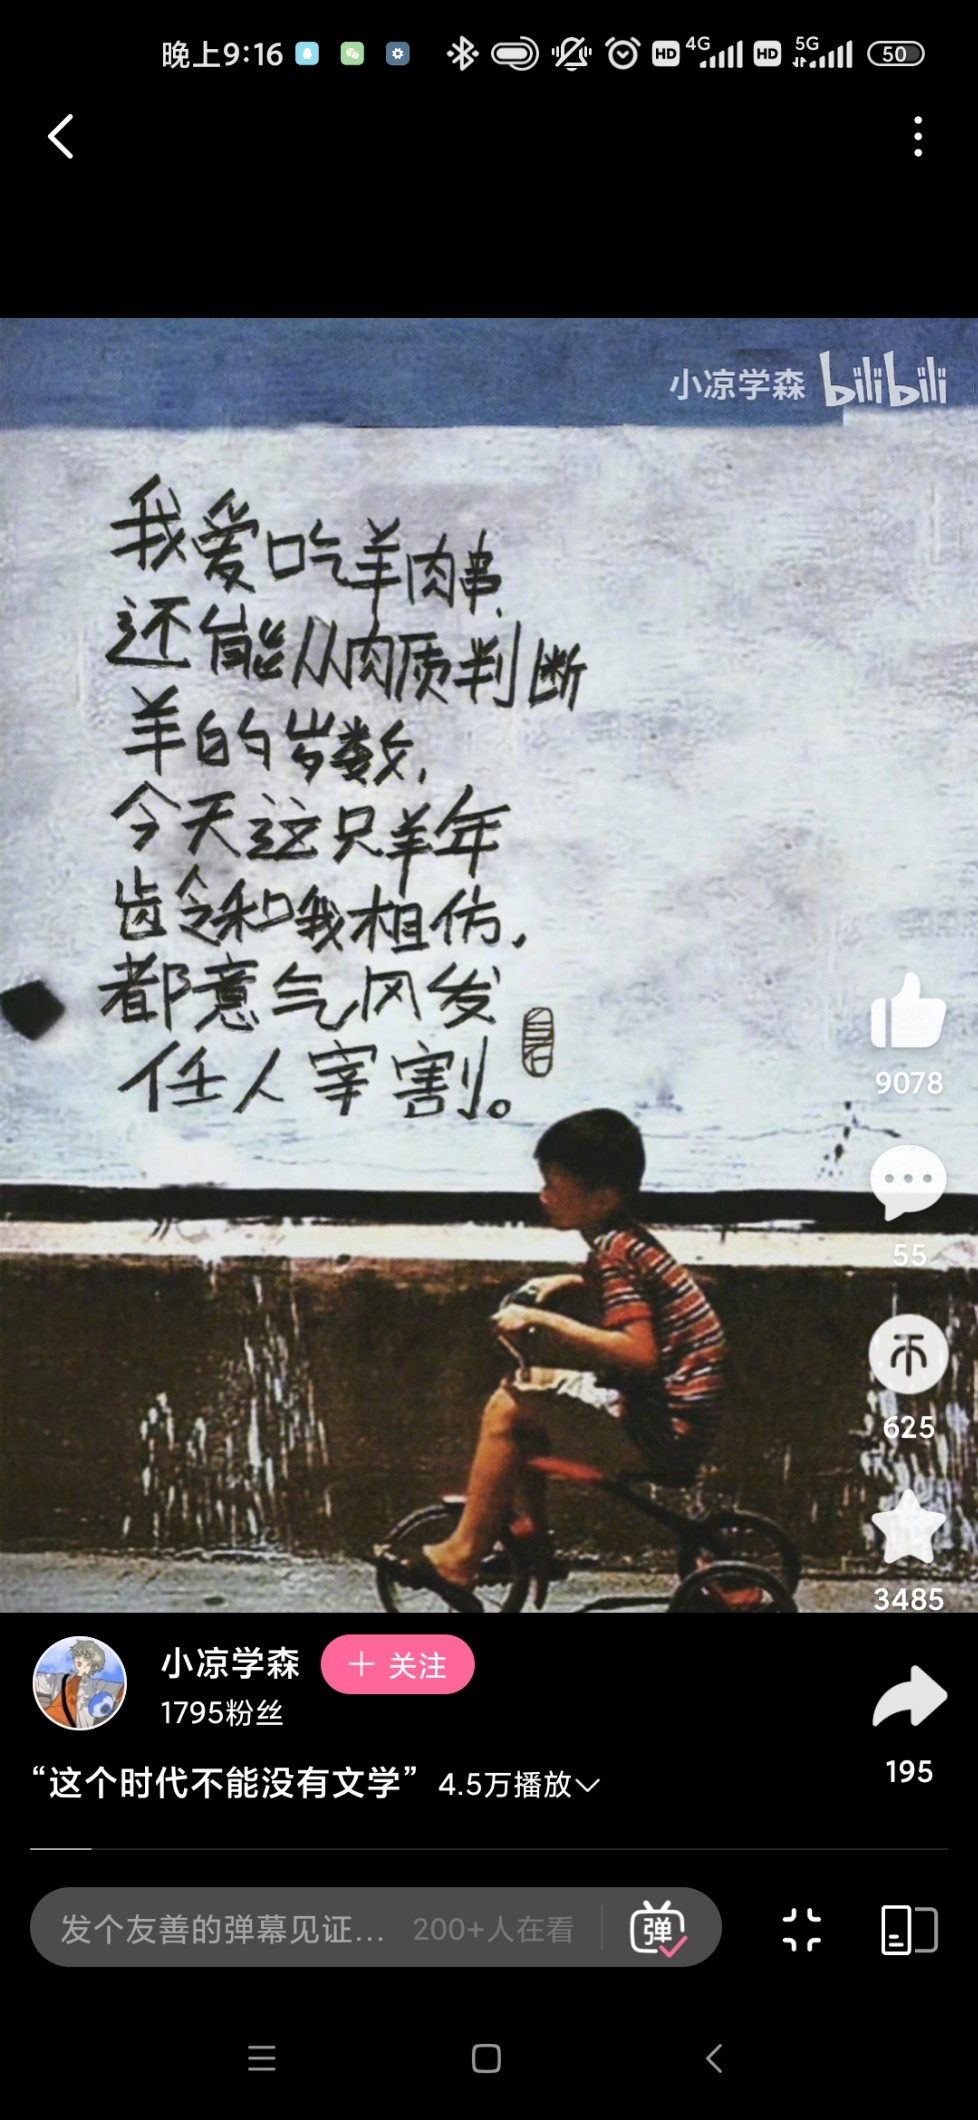 晚上9:16
HD
4G
HD
5G
50
小凉学森 bilibili
我爱吃羊肉串,
还能从肉质判断
羊的岁数,
今天这只羊年
齿令和我相仿,
都意气风发
任人宰割。
9078
55
625
3485
小凉学森
+ 关注
1795粉丝
195
“这个时代不能没有文学” 4.5万播放
发个友善的弹幕见证... 200+人在看
弹